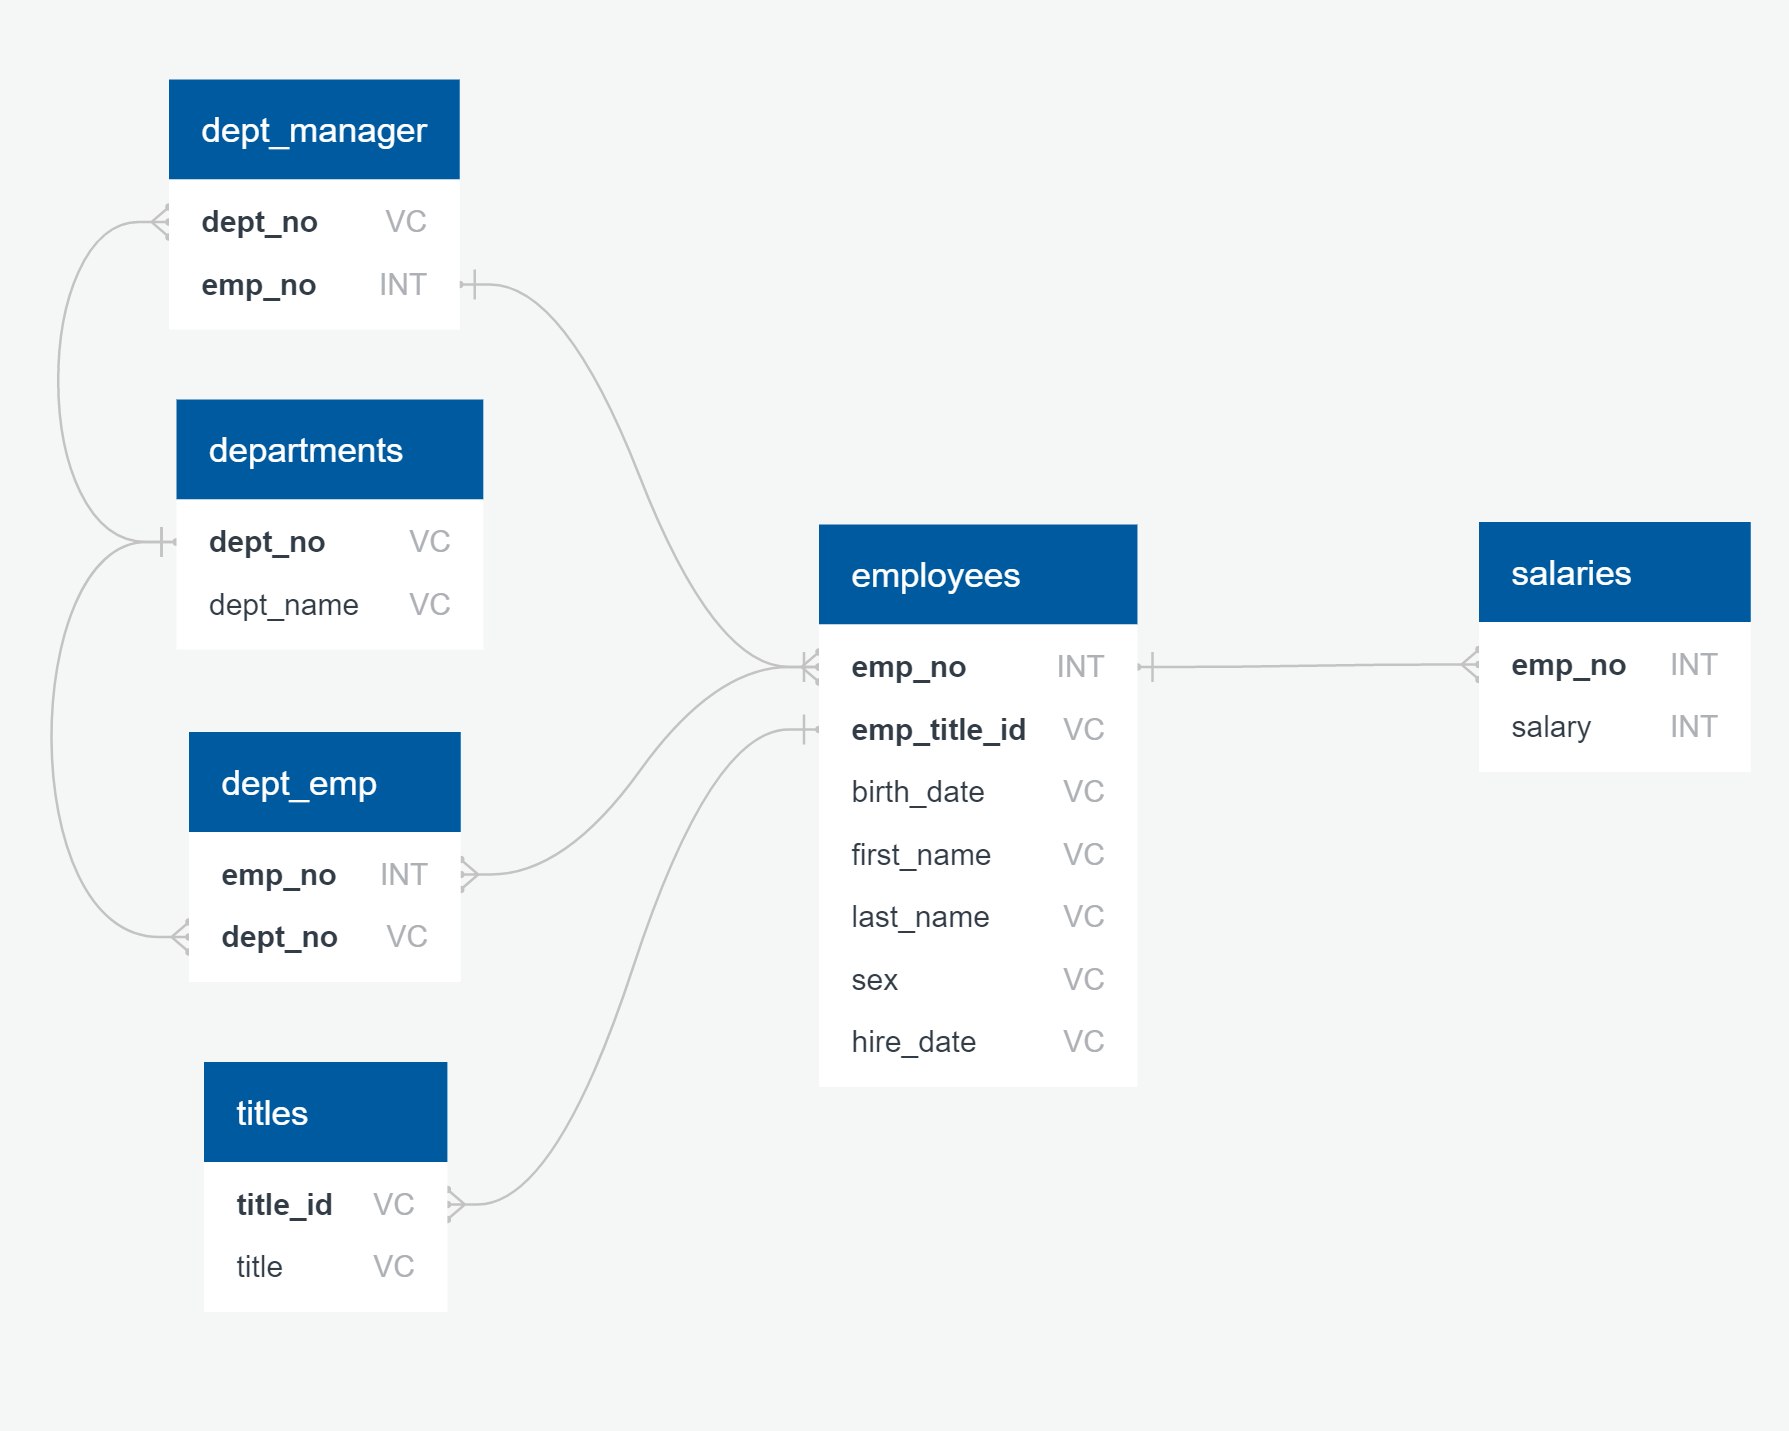 dept_manager
dept_no VC
emp_no INT
departments
dept_no VC
dept_name VC
dept_emp
emp_no INT
dept_no VC
titles
title_id VC
title VC
employees
emp_no INT
emp_title_id VC
birth_date VC
first_name VC
last_name VC
sex VC
hire_date VC
salaries
emp_no INT
salary INT